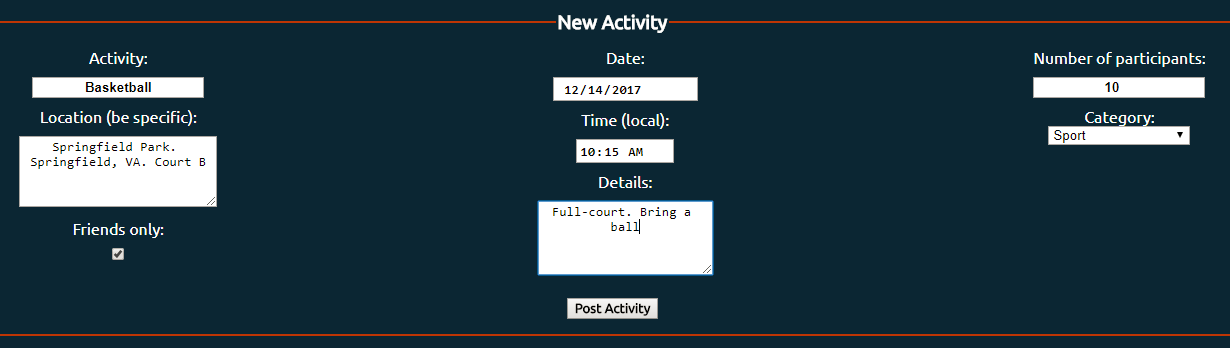 New Activity
Activity:
Basketball
Location (be specific):
Springfield Park.
Springfield, VA. Court B
Friends only:
Date:
12/14/2017
Time (local):
10:15 AM
Details:
Full-court. Bring a
ball
Post Activity
Number of participants:
10
Category:
Sport